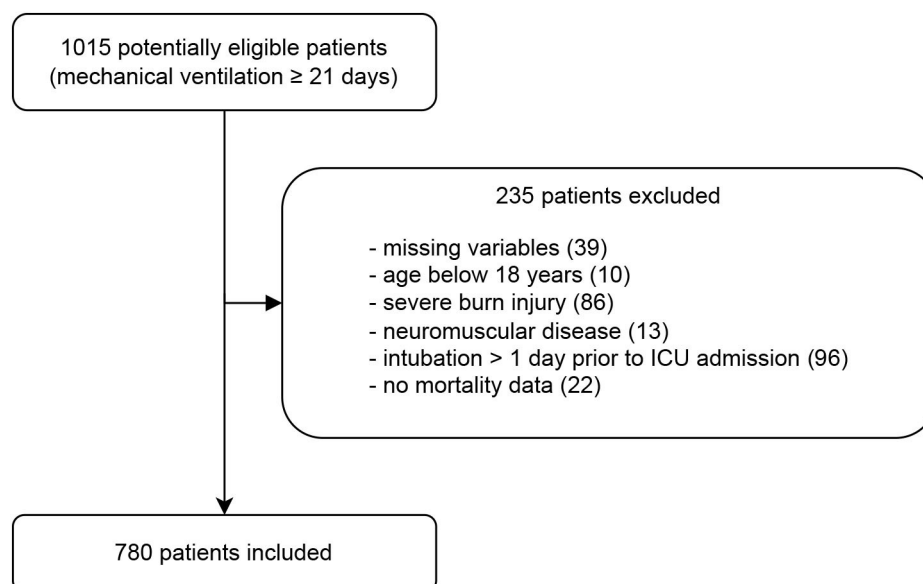 1015 potentially eligible patients
(mechanical ventilation ≥ 21 days)
235 patients excluded
- missing variables (39)
- age below 18 years (10)
- severe burn injury (86)
- neuromuscular disease (13)
- intubation > 1 day prior to ICU admission (96)
- no mortality data (22)
780 patients included